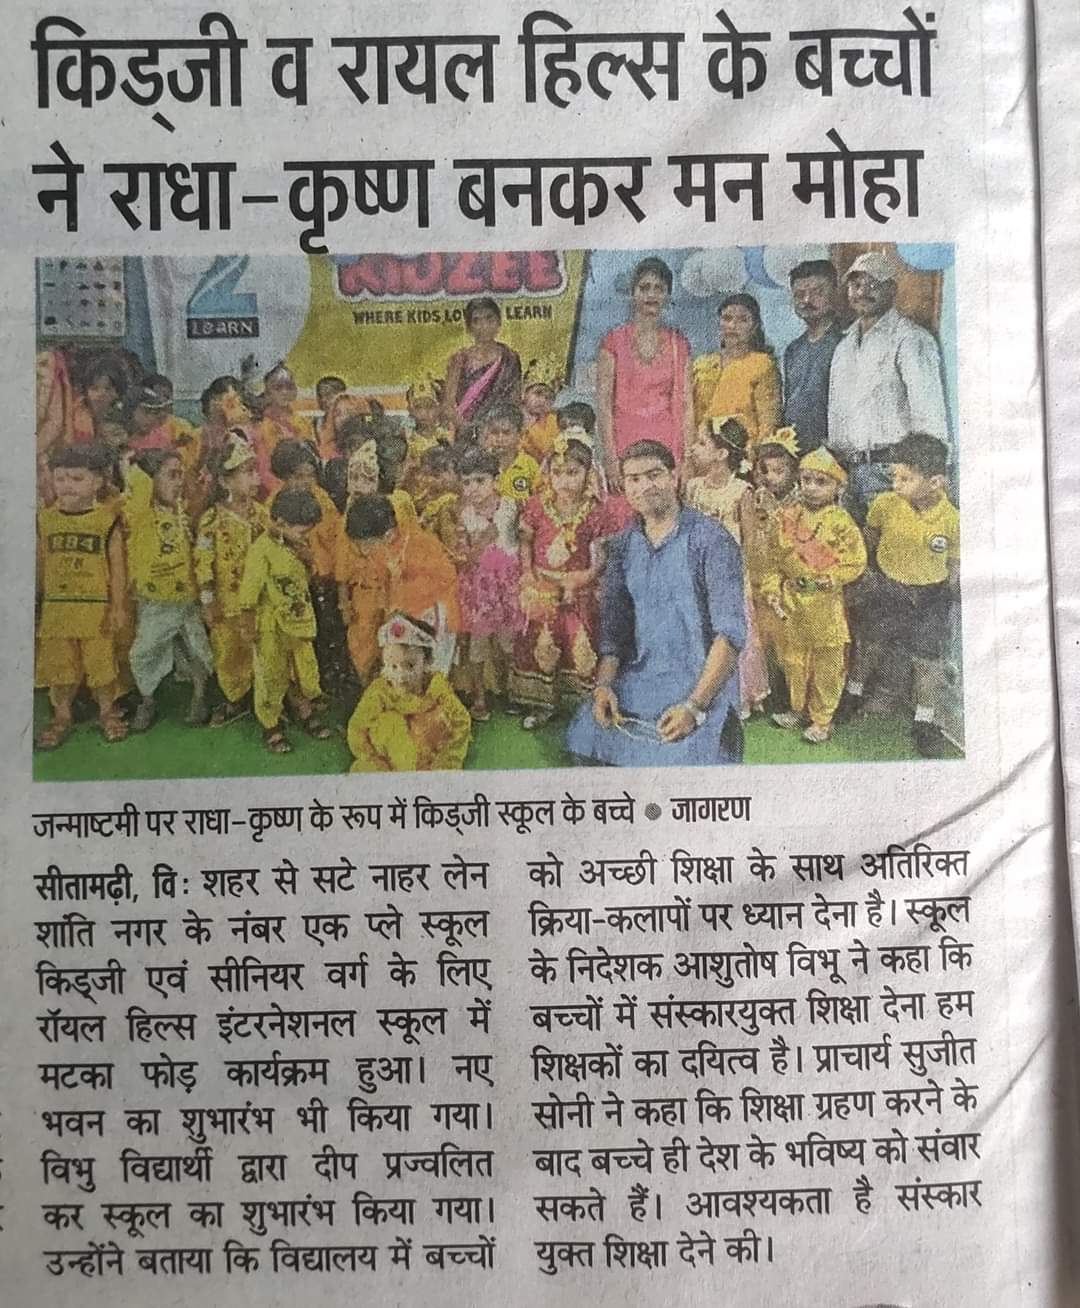 किड्जी व रायल हिल्स के बच्चों
ने राधा-कृष्ण बनकर मन मोहा
LEARN
KIDZEE
WHERE KIDS LOVE LEARN
जन्माष्टमी पर राधा-कृष्ण के रूप में किड्जी स्कूल के बच्चे ● जागरण
सीतामढ़ी, वि: शहर से सटे नाहर लेन
शांति नगर के नंबर एक प्ले स्कूल
किड्जी एवं सीनियर वर्ग के लिए
रॉयल हिल्स इंटरनेशनल स्कूल में
मटका फोड़ कार्यक्रम हुआ। नए
भवन का शुभारंभ भी किया गया।
विभु विद्यार्थी द्वारा दीप प्रज्वलित
कर स्कूल का शुभारंभ किया गया।
उन्होंने बताया कि विद्यालय में बच्चों
को अच्छी शिक्षा के साथ अतिरिक्त
क्रिया-कलापों पर ध्यान देना है। स्कूल
के निदेशक आशुतोष विभू ने कहा कि
बच्चों में संस्कारयुक्त शिक्षा देना हम
शिक्षकों का दयित्व है। प्राचार्य सुजीत
सोनी ने कहा कि शिक्षा ग्रहण करने के
बाद बच्चे ही देश के भविष्य को संवार
सकते हैं। आवश्यकता है संस्कार
युक्त शिक्षा देने की।